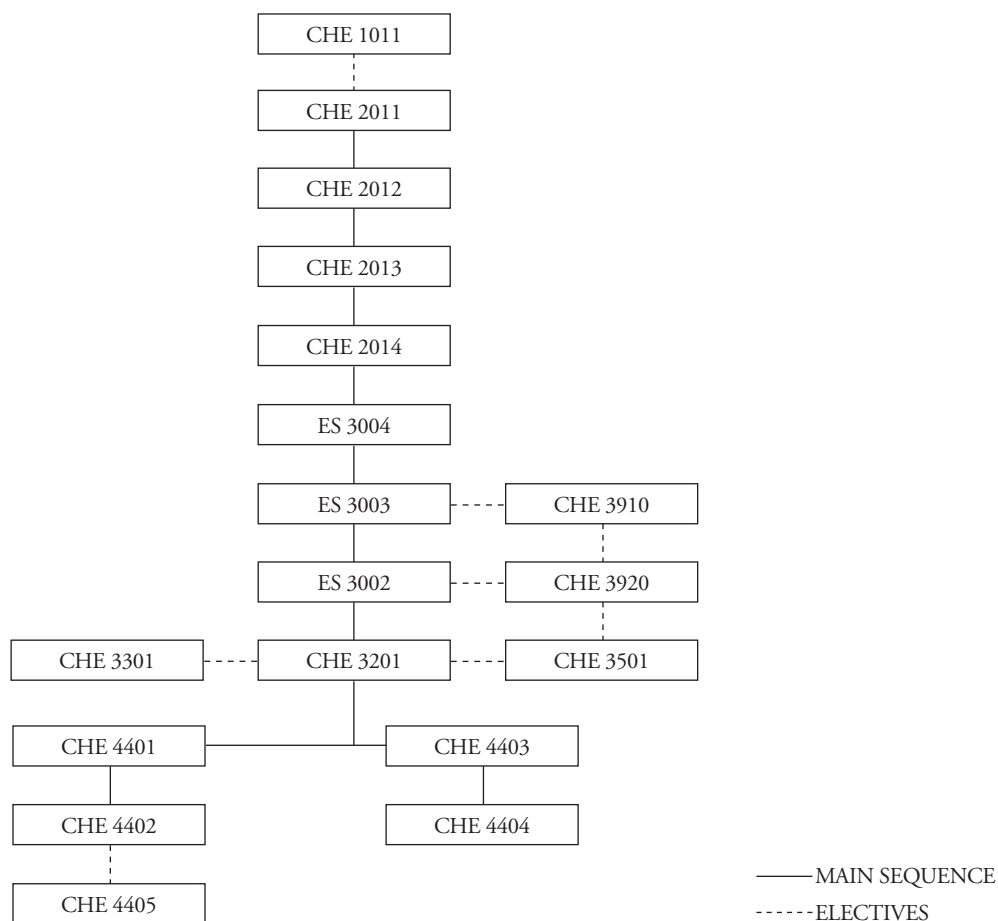 CHE 1011
CHE 2011
CHE 2012
CHE 2013
CHE 2014
ES 3004
ES 3003
CHE 3910
ES 3002
CHE 3920
CHE 3301
CHE 3201
CHE 3501
CHE 4401
CHE 4403
CHE 4402
CHE 4404
CHE 4405
MAIN SEQUENCE
ELECTIVES